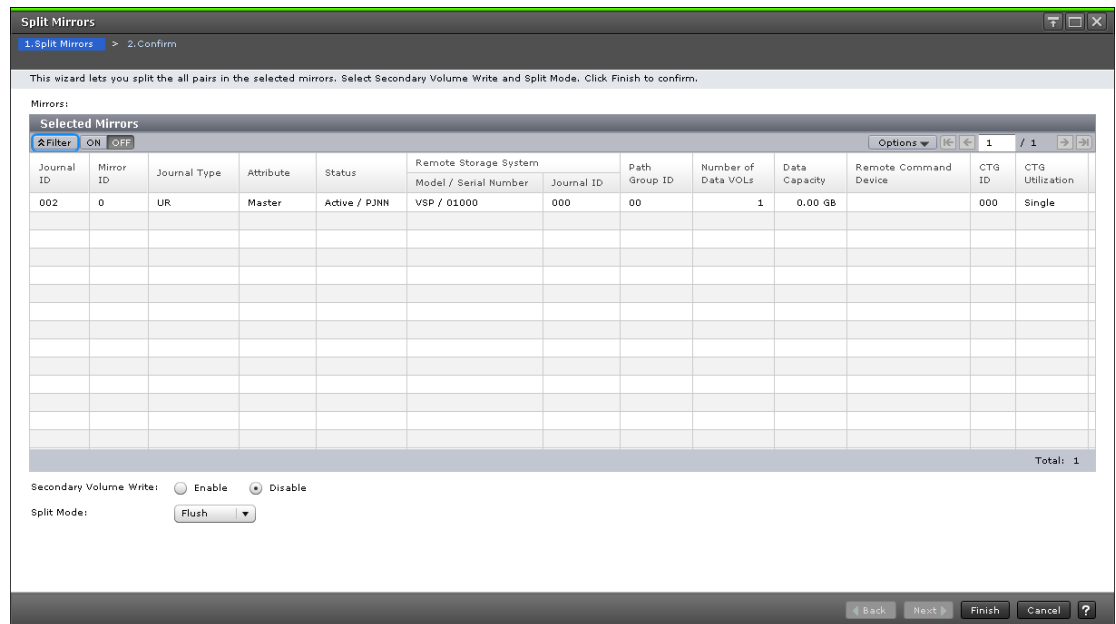 Split Mirrors
1.Split Mirrors > 2.Confirm
This wizard lets you split the all pairs in the selected mirrors. Select Secondary Volume Write and Split Mode. Click Finish to confirm.
Mirrors:
Selected Mirrors
Filter ON OFF Options 1 / 1
Journal ID Mirror ID Journal Type Attribute Status Remote Storage System Path Group ID Number of Data VOLs Data Capacity Remote Command Device CTG ID CTG Utilization
Model / Serial Number Journal ID
002 0 UR Master Active / PJNN VSP / 01000 000 00 1 0.00 GB 000 Single
Total: 1
Secondary Volume Write: Enable Disable
Split Mode: Flush
Back Next Finish Cancel ?